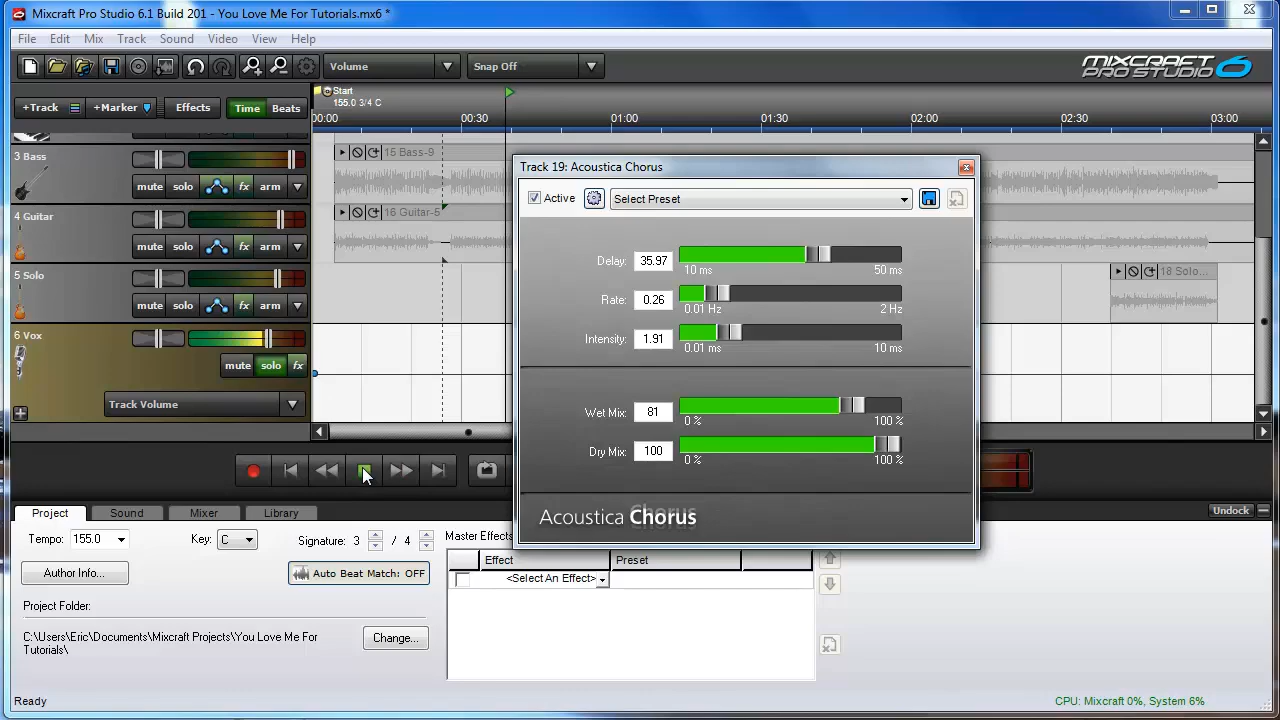 Mixcraft Pro Studio 6.1 Build 201 - You Love Me For Tutorials.mx6 *
File Edit Mix Track Sound Video View Help
Volume Snap Off MIXCRAFT PRO STUDIO 6
+Track +Marker Effects Time Beats
Start
155.0 3/4 C
00:00 00:30 01:00 01:30 02:00 02:30 03:00
3 Bass
mute solo fx arm
15 Bass-9
4 Guitar
mute solo fx arm
16 Guitar-5
5 Solo
mute solo fx arm
18 Solo...
6 Vox
mute solo fx
Track Volume
Track 19: Acoustica Chorus
Active Select Preset
Delay: 35.97
10 ms 50 ms
Rate: 0.26
0.01 Hz 2 Hz
Intensity: 1.91
0.01 ms 10 ms
Wet Mix: 81
0 % 100 %
Dry Mix: 100
0 % 100 %
Acoustica Chorus
Project Sound Mixer Library Undock
Tempo: 155.0 Key: C Signature: 3 / 4
Author Info... Auto Beat Match: OFF
Project Folder:
C:\Users\Eric\Documents\Mixcraft Projects\You Love Me For
Tutorials\
Change...
Master Effects
Effect Preset
<Select An Effect>
Ready CPU: Mixcraft 0%, System 6%